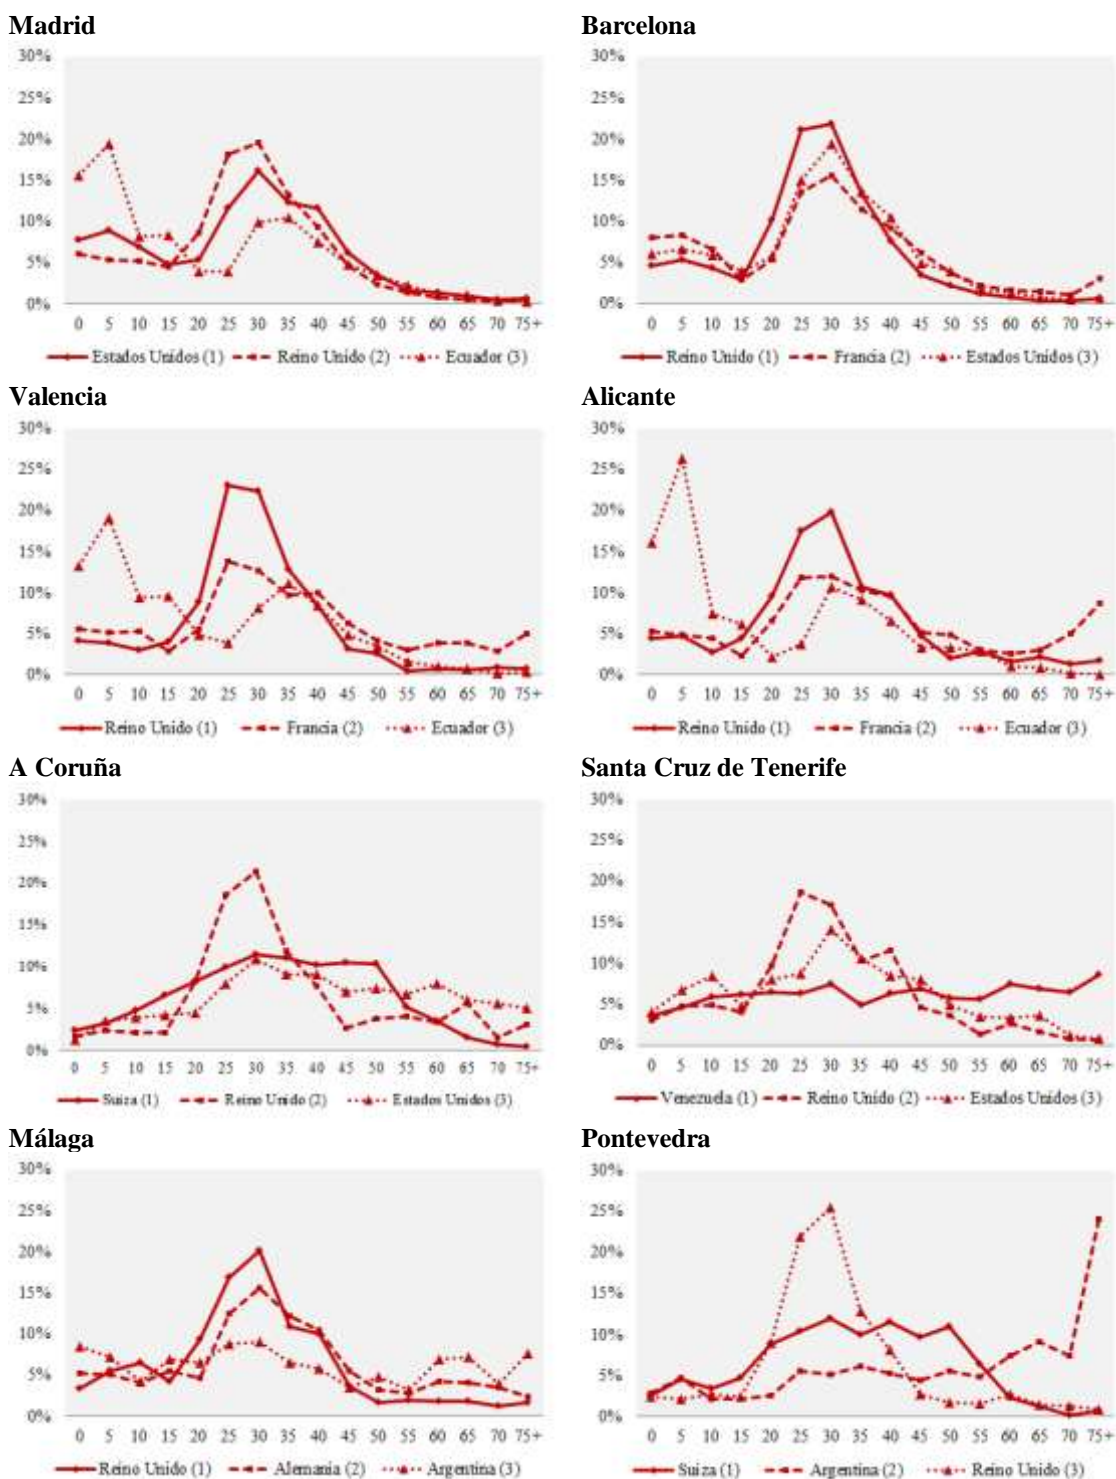 Madrid
30%
25%
20%
15%
10%
5%
0%
0 5 10 15 20 25 30 35 40 45 50 55 60 65 70 75+
Estados Unidos (1) Reino Unido (2) Ecuador (3)
Barcelona
30%
25%
20%
15%
10%
5%
0%
0 5 10 15 20 25 30 35 40 45 50 55 60 65 70 75+
Reino Unido (1) Francia (2) Estados Unidos (3)
Valencia
30%
25%
20%
15%
10%
5%
0%
0 5 10 15 20 25 30 35 40 45 50 55 60 65 70 75+
Reino Unido (1) Francia (2) Ecuador (3)
Alicante
30%
25%
20%
15%
10%
5%
0%
0 5 10 15 20 25 30 35 40 45 50 55 60 65 70 75+
Reino Unido (1) Francia (2) Ecuador (3)
A Coruña
30%
25%
20%
15%
10%
5%
0%
0 5 10 15 20 25 30 35 40 45 50 55 60 65 70 75+
Suiza (1) Reino Unido (2) Estados Unidos (3)
Santa Cruz de Tenerife
30%
25%
20%
15%
10%
5%
0%
0 5 10 15 20 25 30 35 40 45 50 55 60 65 70 75+
Venezuela (1) Reino Unido (2) Estados Unidos (3)
Málaga
30%
25%
20%
15%
10%
5%
0%
0 5 10 15 20 25 30 35 40 45 50 55 60 65 70 75+
Reino Unido (1) Alemania (2) Argentina (3)
Pontevedra
30%
25%
20%
15%
10%
5%
0%
0 5 10 15 20 25 30 35 40 45 50 55 60 65 70 75+
Suiza (1) Argentina (2) Reino Unido (3)